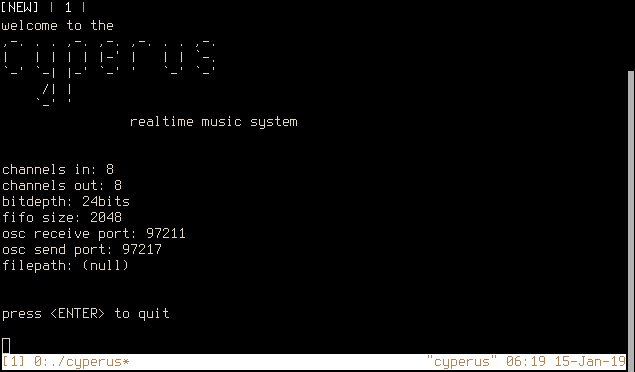 [NEW] | 1 |
welcome to the
cyperus
realtime music system
channels in: 8
channels out: 8
bitdepth: 24bits
fifo size: 2048
osc receive port: 97211
osc send port: 97217
filepath: (null)
press <ENTER> to quit
[1] 0:./cyperus* "cyperus" 06:19 15-Jan-19